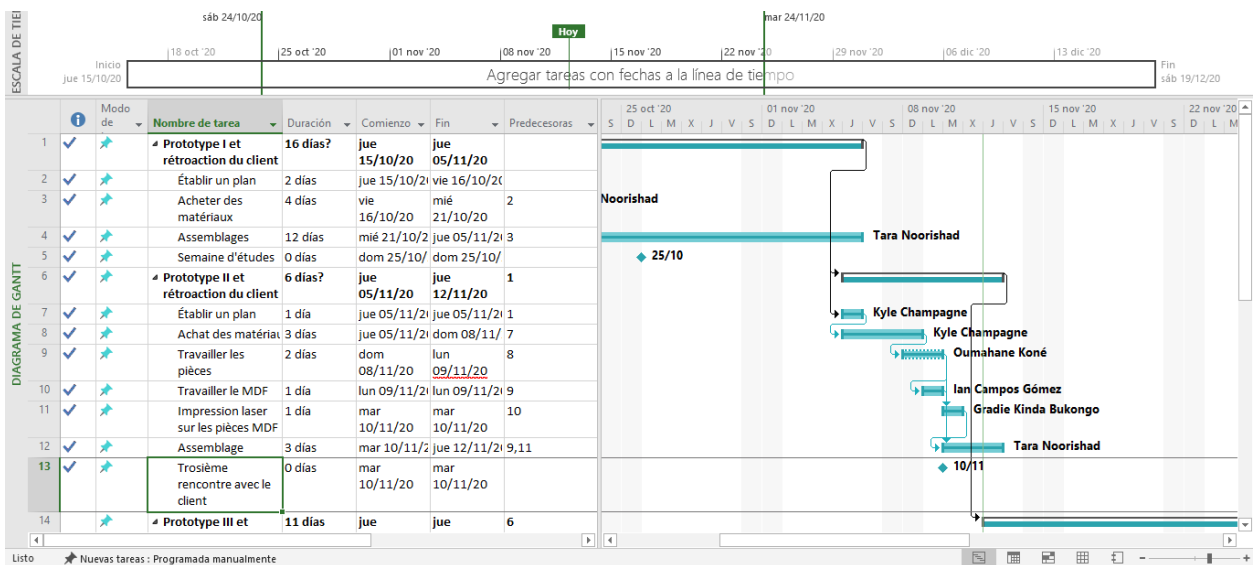 sáb 24/10/20 mar 24/11/20
Hoy
18 oct '20 25 oct '20 01 nov '20 08 nov '20 15 nov '20 22 nov '20 29 nov '20 06 dic '20 13 dic '20
Inicio
jue 15/10/20
Agregar tareas con fechas a la línea de tiempo
Fin
sáb 19/12/20
ESCALA DE TIE
DIAGRAMA DE GANTT
Modo de Nombre de tarea Duración Comienzo Fin Predecesoras
25 oct '20 01 nov '20 08 nov '20 15 nov '20 22 nov '20
S D L M X J V S D L M X J V S D L M X J V S D L M X J V S D L M
1 Prototype I et rétroaction du client 16 días? jue 15/10/20 jue 05/11/20
2 Établir un plan 2 días jue 15/10/20 vie 16/10/20
3 Acheter des matériaux 4 días vie 16/10/20 mié 21/10/20 2
Noorishad
4 Assemblages 12 días mié 21/10/2 jue 05/11/20 3
Tara Noorishad
5 Semaine d'études 0 días dom 25/10/ dom 25/10/
25/10
6 Prototype II et rétroaction du client 6 días? jue 05/11/20 jue 12/11/20 1
7 Établir un plan 1 día jue 05/11/20 jue 05/11/20 1
Kyle Champagne
8 Achat des matériau 3 días jue 05/11/20 dom 08/11/ 7
Kyle Champagne
9 Travailler les pièces 2 días dom 08/11/20 lun 09/11/20 8
Oumahane Koné
10 Travailler le MDF 1 día lun 09/11/20 lun 09/11/20 9
Ian Campos Gómez
11 Impression laser sur les pièces MDF 1 día mar 10/11/20 mar 10/11/20 10
Gradie Kinda Bukongo
12 Assemblage 3 días mar 10/11/2 jue 12/11/20 9,11
Tara Noorishad
13 Trosième rencontre avec le client 0 días mar 10/11/20 mar 10/11/20
10/11
14 Prototype III et 11 días jue jue 6
Listo Nuevas tareas : Programada manualmente